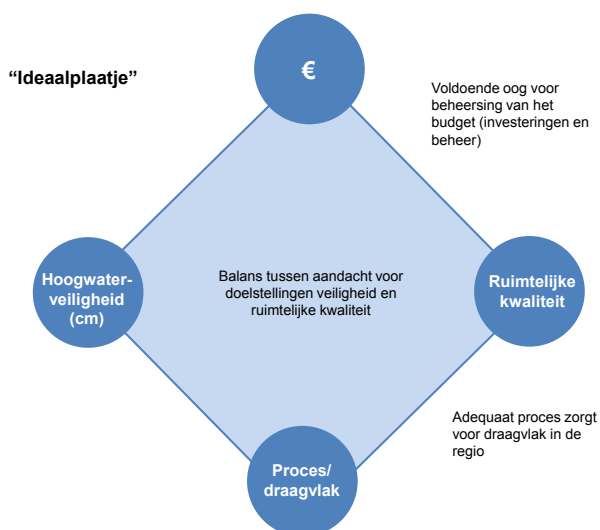 “Ideaalplaatje”
€
Voldoende oog voor
beheersing van het
budget (investeringen en
beheer)
Hoogwater-
veiligheid
(cm)
Balans tussen aandacht voor
doelstellingen veiligheid en
ruimtelijke kwaliteit
Ruimtelijke
kwaliteit
Adequaat proces zorgt
voor draagvlak in de
regio
Proces/
draagvlak